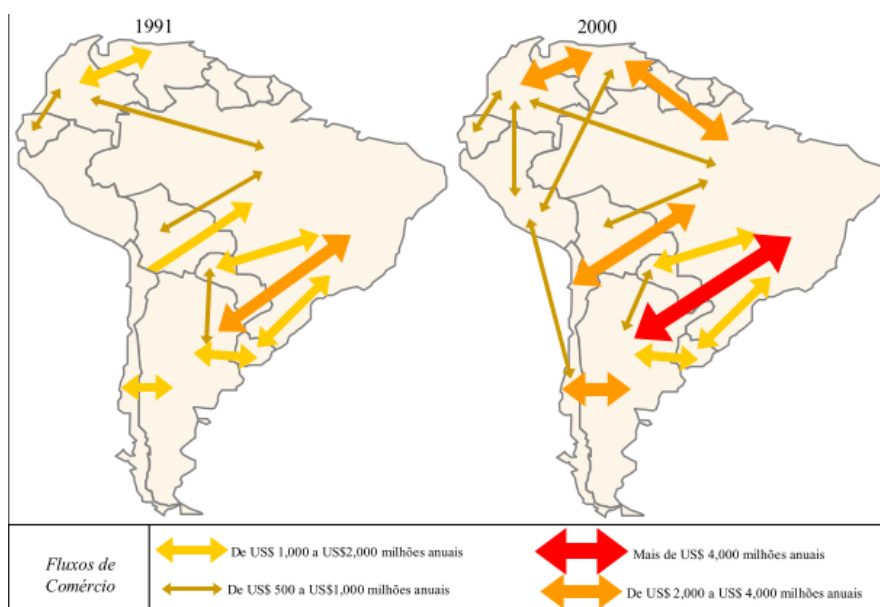 1991
2000
Fluxos de
Comércio
De US$ 1,000 a US$2,000 milhões anuais
De US$ 500 a US$1,000 milhões anuais
Mais de US$ 4,000 milhões anuais
De US$ 2,000 a US$ 4,000 milhões anuais